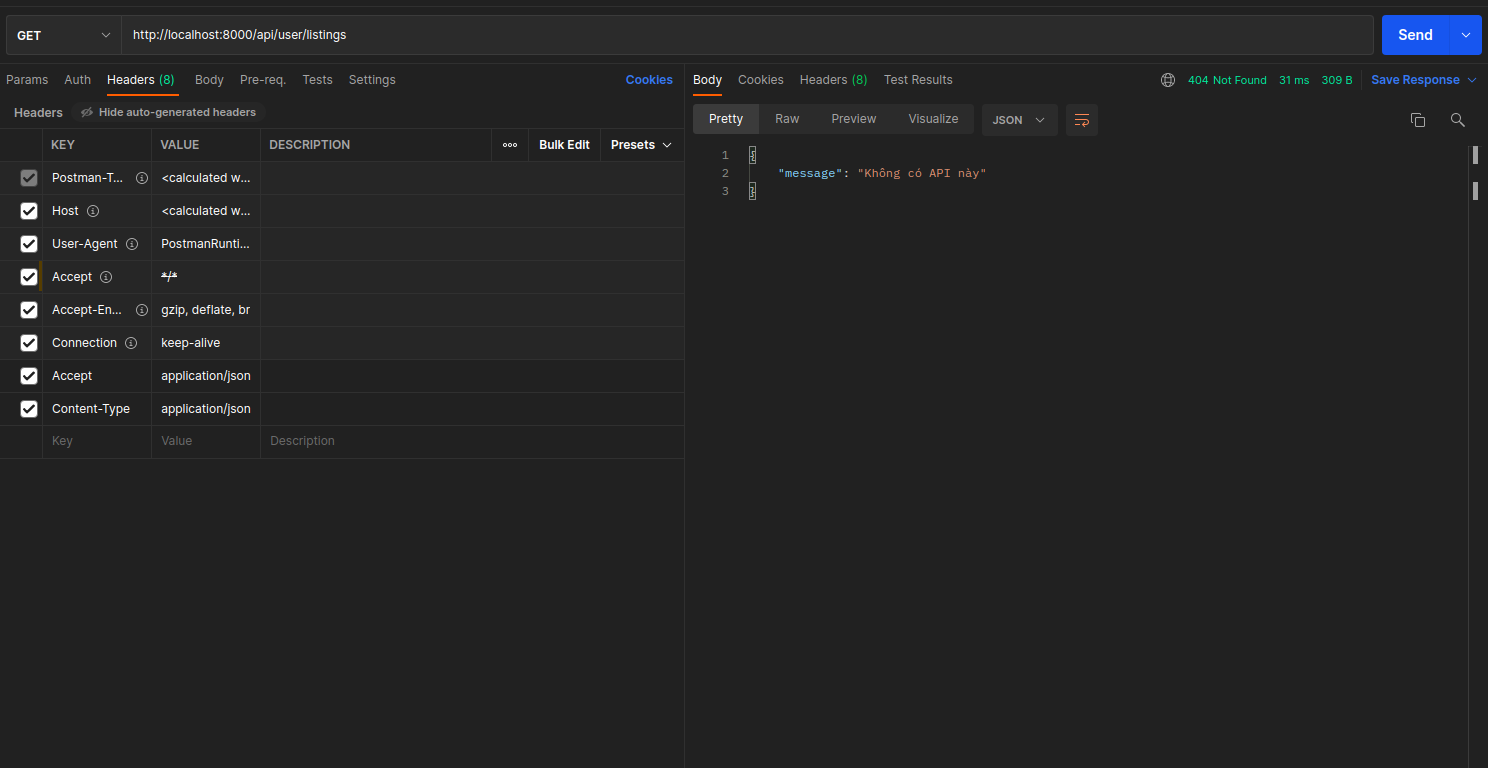 GET http://localhost:8000/api/user/listings Send
Params Auth Headers (8) Body Pre-req. Tests Settings Cookies
Headers Hide auto-generated headers
KEY VALUE DESCRIPTION ooo Bulk Edit Presets
Postman-T... <calculated w...
Host <calculated w...
User-Agent PostmanRunti...
Accept */*
Accept-En... gzip, deflate, br
Connection keep-alive
Accept application/json
Content-Type application/json
Key Value Description
Body Cookies Headers (8) Test Results 404 Not Found 31 ms 309 B Save Response
Pretty Raw Preview Visualize JSON
1 {
2 "message": "Không có API này"
3 }